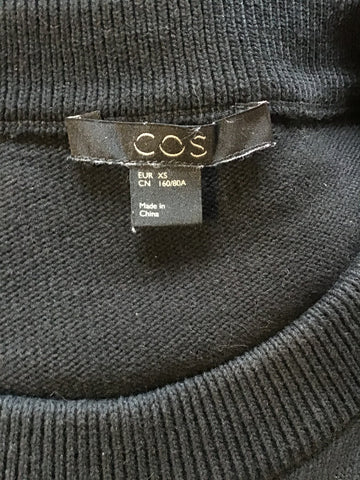 COS
EUR XS
CN 160/80A
Made in
China